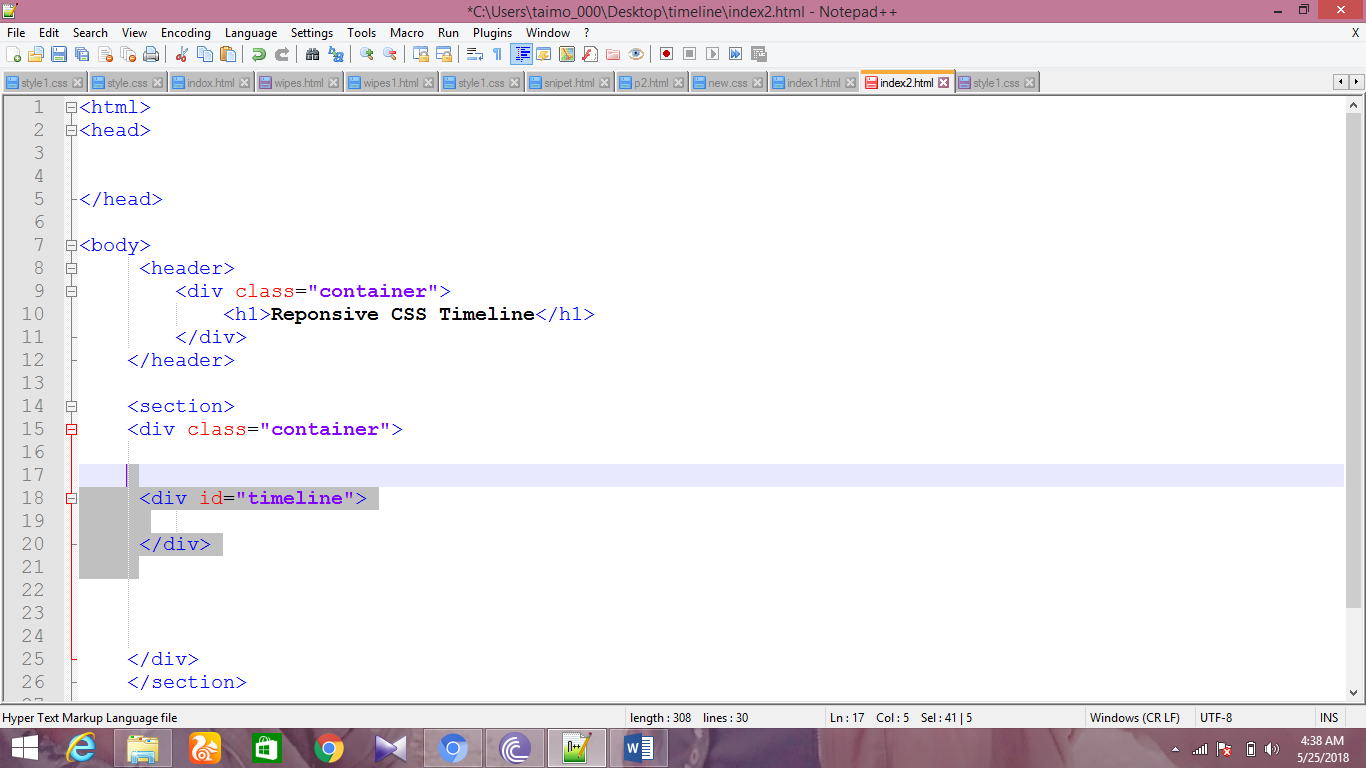 *C:\Users\taimo_000\Desktop\timeline\index2.html - Notepad++
File Edit Search View Encoding Language Settings Tools Macro Run Plugins Window ? X
style1.css style.css indox.html wipes.html wipes1.html style1.css snipet.html p2.html new.css index1.html index2.html style1.css
1 <html>
2 <head>
3
4
5 </head>
6
7 <body>
8 <header>
9 <div class="container">
10 <h1>Reponsive CSS Timeline</h1>
11 </div>
12 </header>
13
14 <section>
15 <div class="container">
16
17
18 <div id="timeline">
19
20 </div>
21
22
23
24
25 </div>
26 </section>
27
Hyper Text Markup Language file length : 308 lines : 30 Ln : 17 Col : 5 Sel : 41 | 5 Windows (CR LF) UTF-8 INS
4:38 AM
5/25/2018